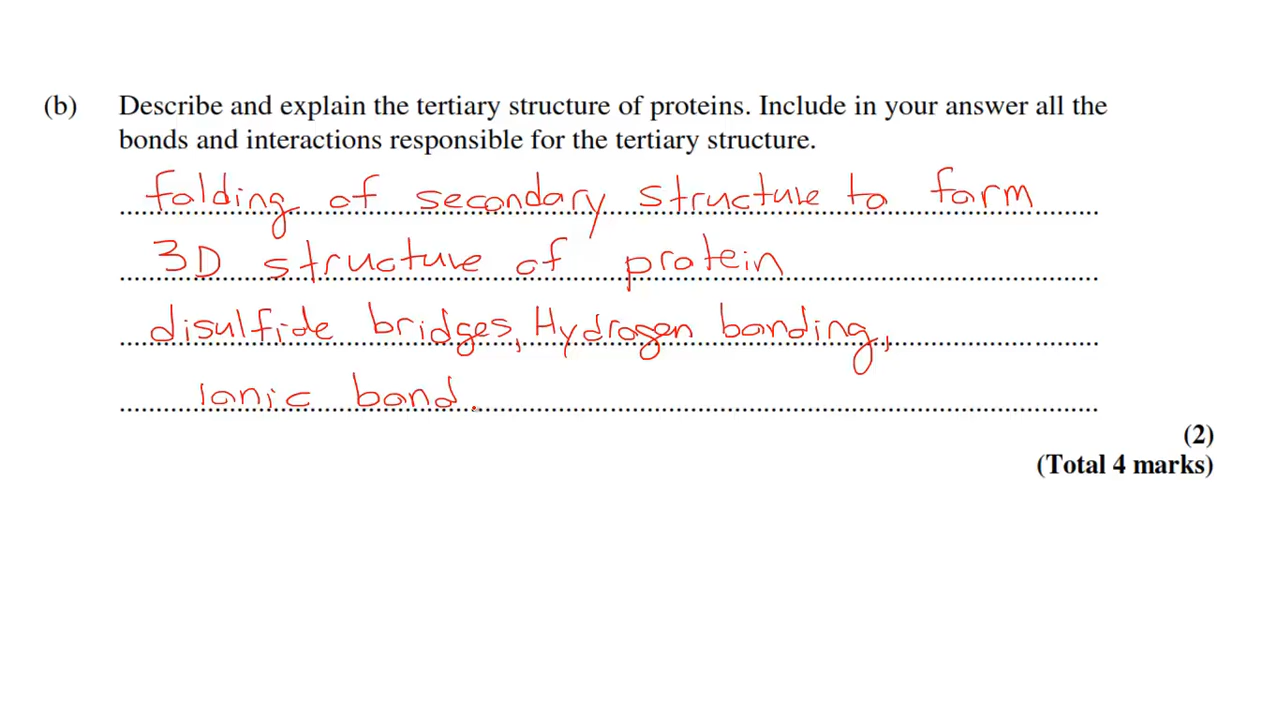 (b) Describe and explain the tertiary structure of proteins. Include in your answer all the
bonds and interactions responsible for the tertiary structure.
folding of secondary structure to form
3D structure of protein
disulfide bridges, Hydrogen bonding,
Ionic bond.
(2)
(Total 4 marks)